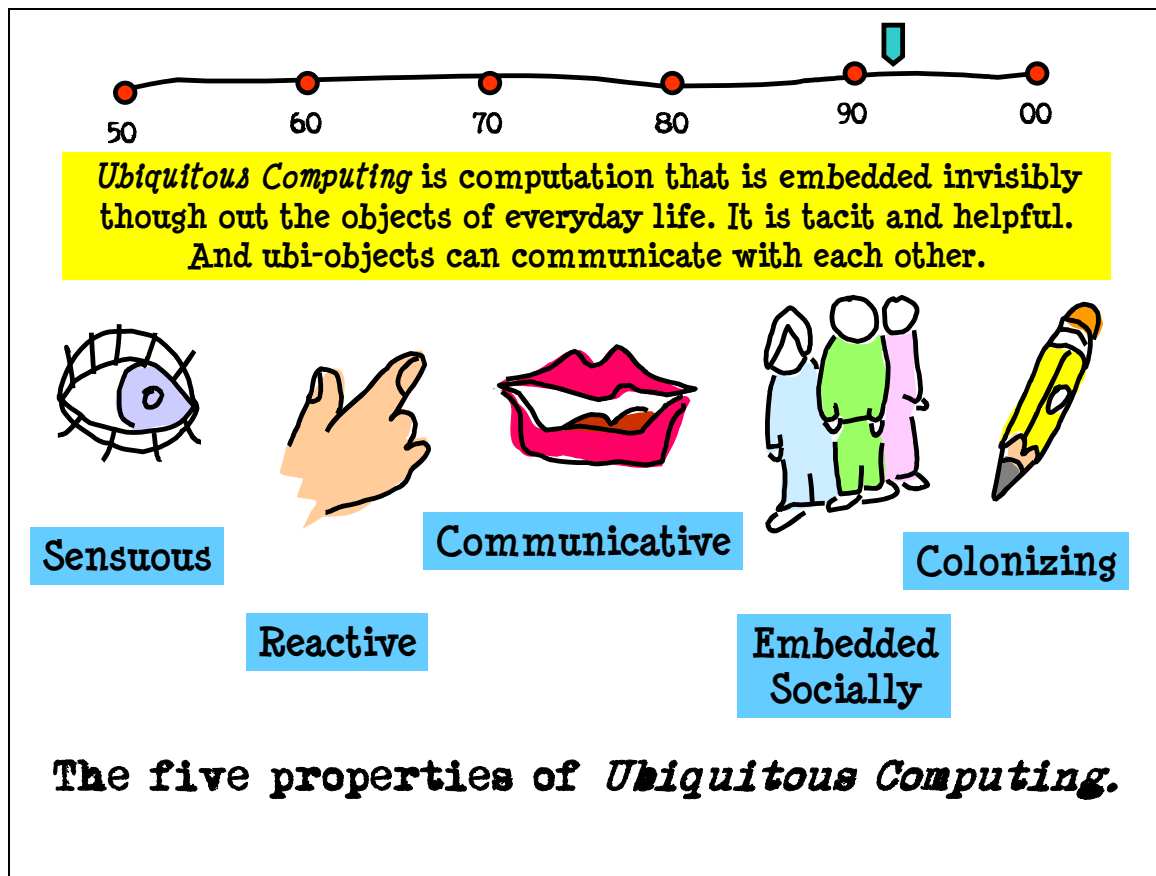 50 60 70 80 90 00
Ubiquitous Computing is computation that is embedded invisibly
though out the objects of everyday life. It is tacit and helpful.
And ubi-objects can communicate with each other.
Sensuous
Reactive
Communicative
Embedded
Socially
Colonizing
The five properties of Ubiquitous Computing.